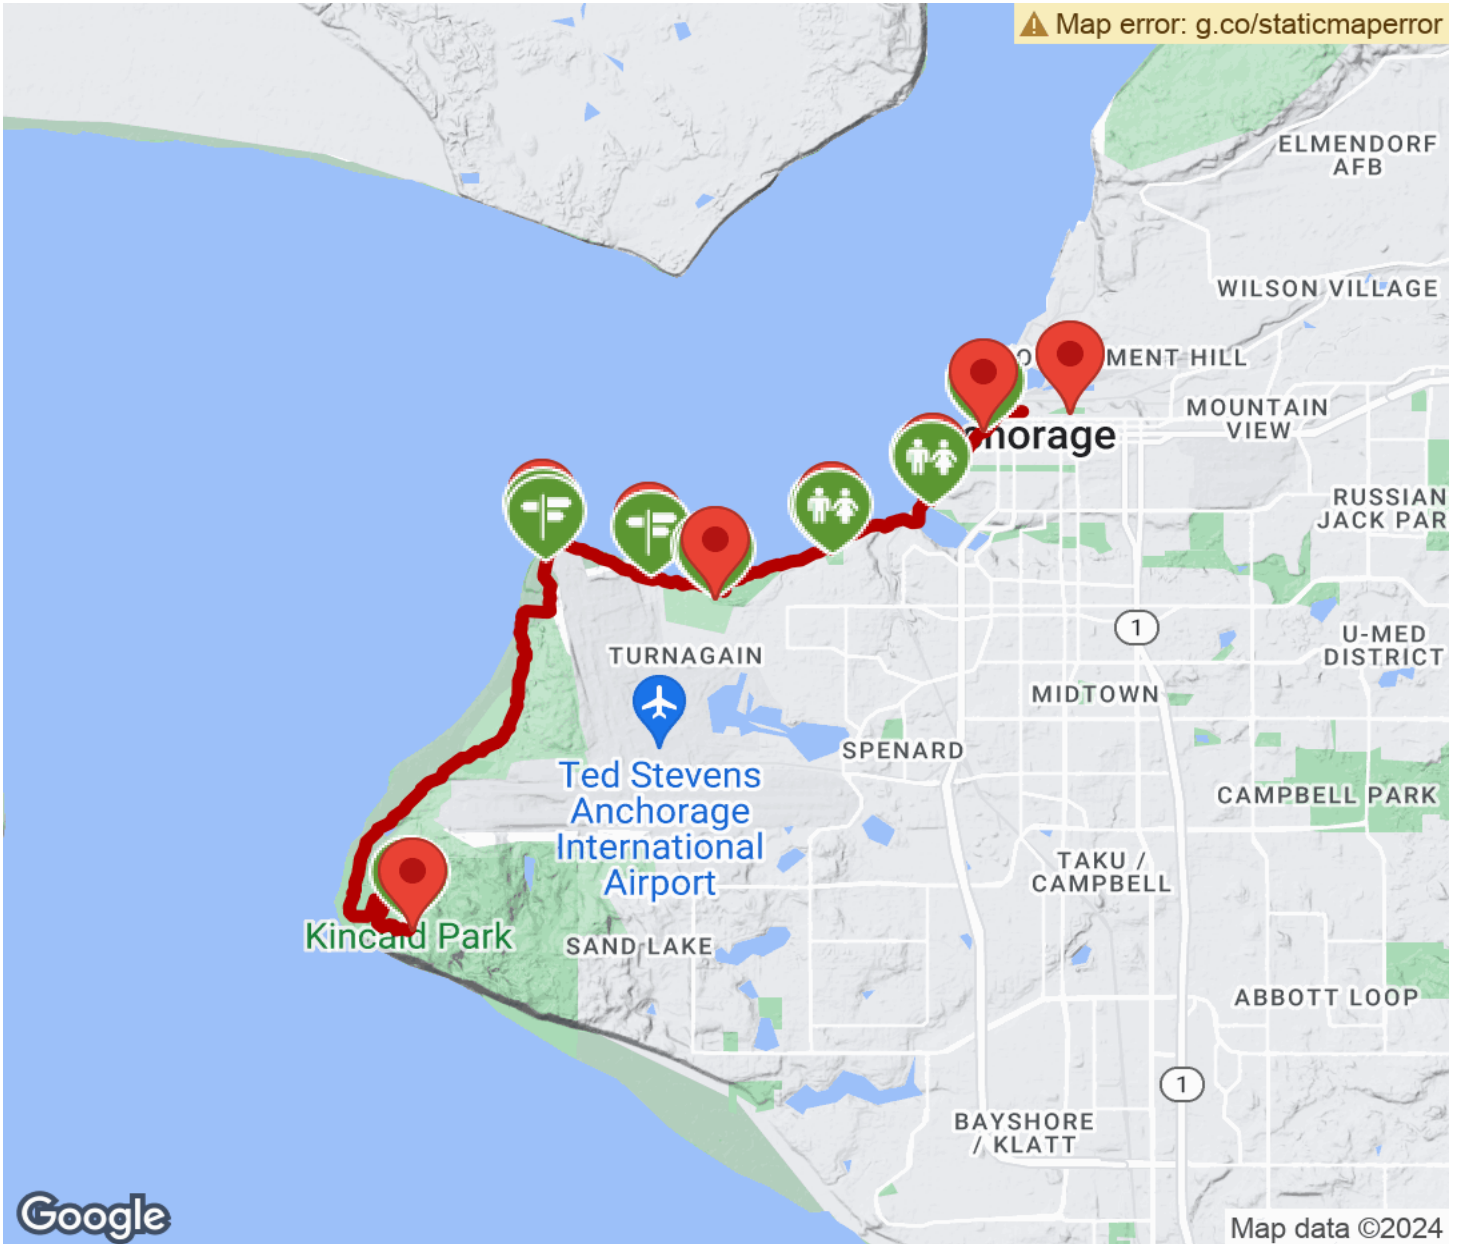 Map error: g.co/staticmaperror
ELMENDORF
AFB
WILSON VILLAGE
MENT HILL
MOUNTAIN
VIEW
horage
RUSSIAN
JACK PAR
1
U-MED
DISTRICT
TURNAGAIN
MIDTOWN
SPENARD
Ted Stevens
Anchorage
International
Airport
CAMPBELL PARK
TAKU /
CAMPBELL
Kincaid Park
SAND LAKE
ABBOTT LOOP
1
BAYSHORE
/ KLATT
Google
Map data ©2024